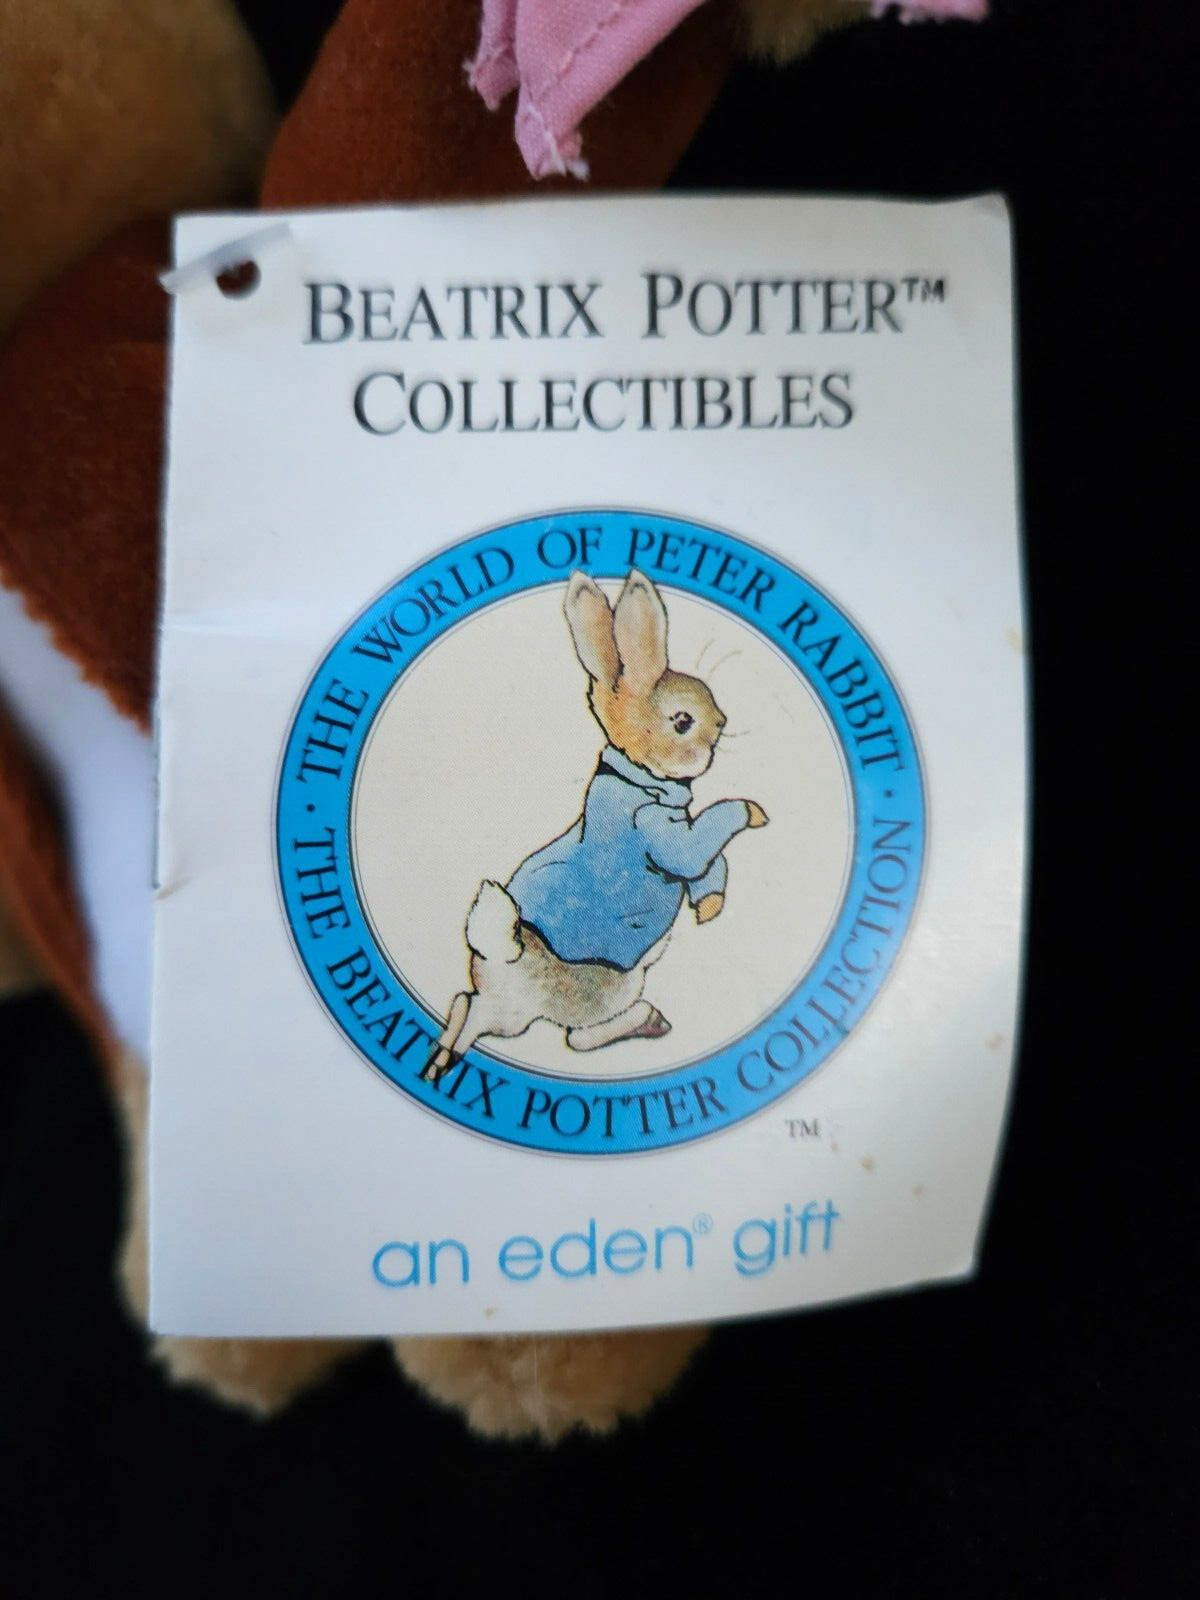 BEATRIX POTTER™
COLLECTIBLES
· THE WORLD OF PETER RABBIT ·
THE BEATRIX POTTER COLLECTION
TM
an eden® gift